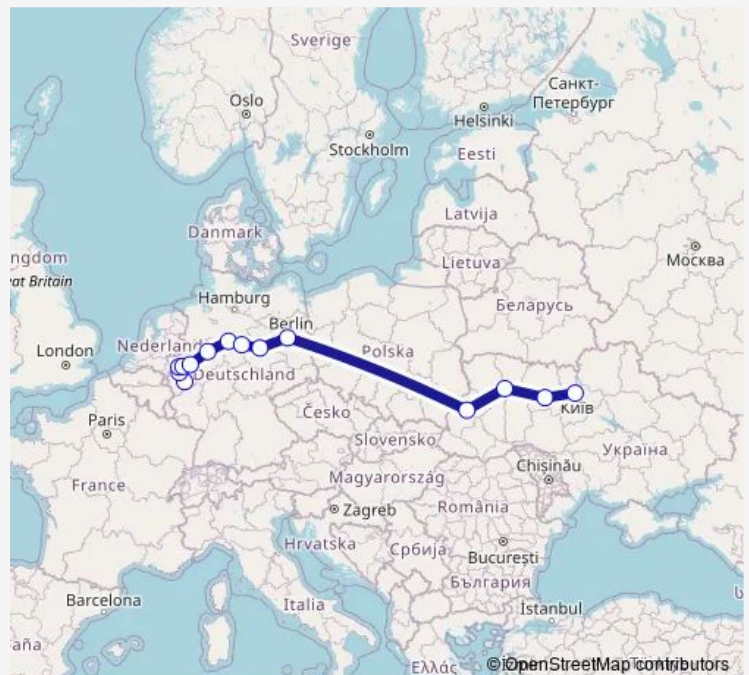 Sverige
Санкт-
Петербург
Oslo
Helsinki
Stockholm
Eesti
Latvija
Danmark
Москва
ngdom
Lietuva
at Britain
Hamburg
Беларусь
Berlin
Nederland
London
Polska
Deutschland
Česko
Київ
Paris
Slovensko
Україна
Chișinău
France
Magyarország
România
Zagreb
Hrvatska
Србија
București
България
Barcelona
Italia
İstanbul
aña
Ελλάς
© OpenStreetMap contributors